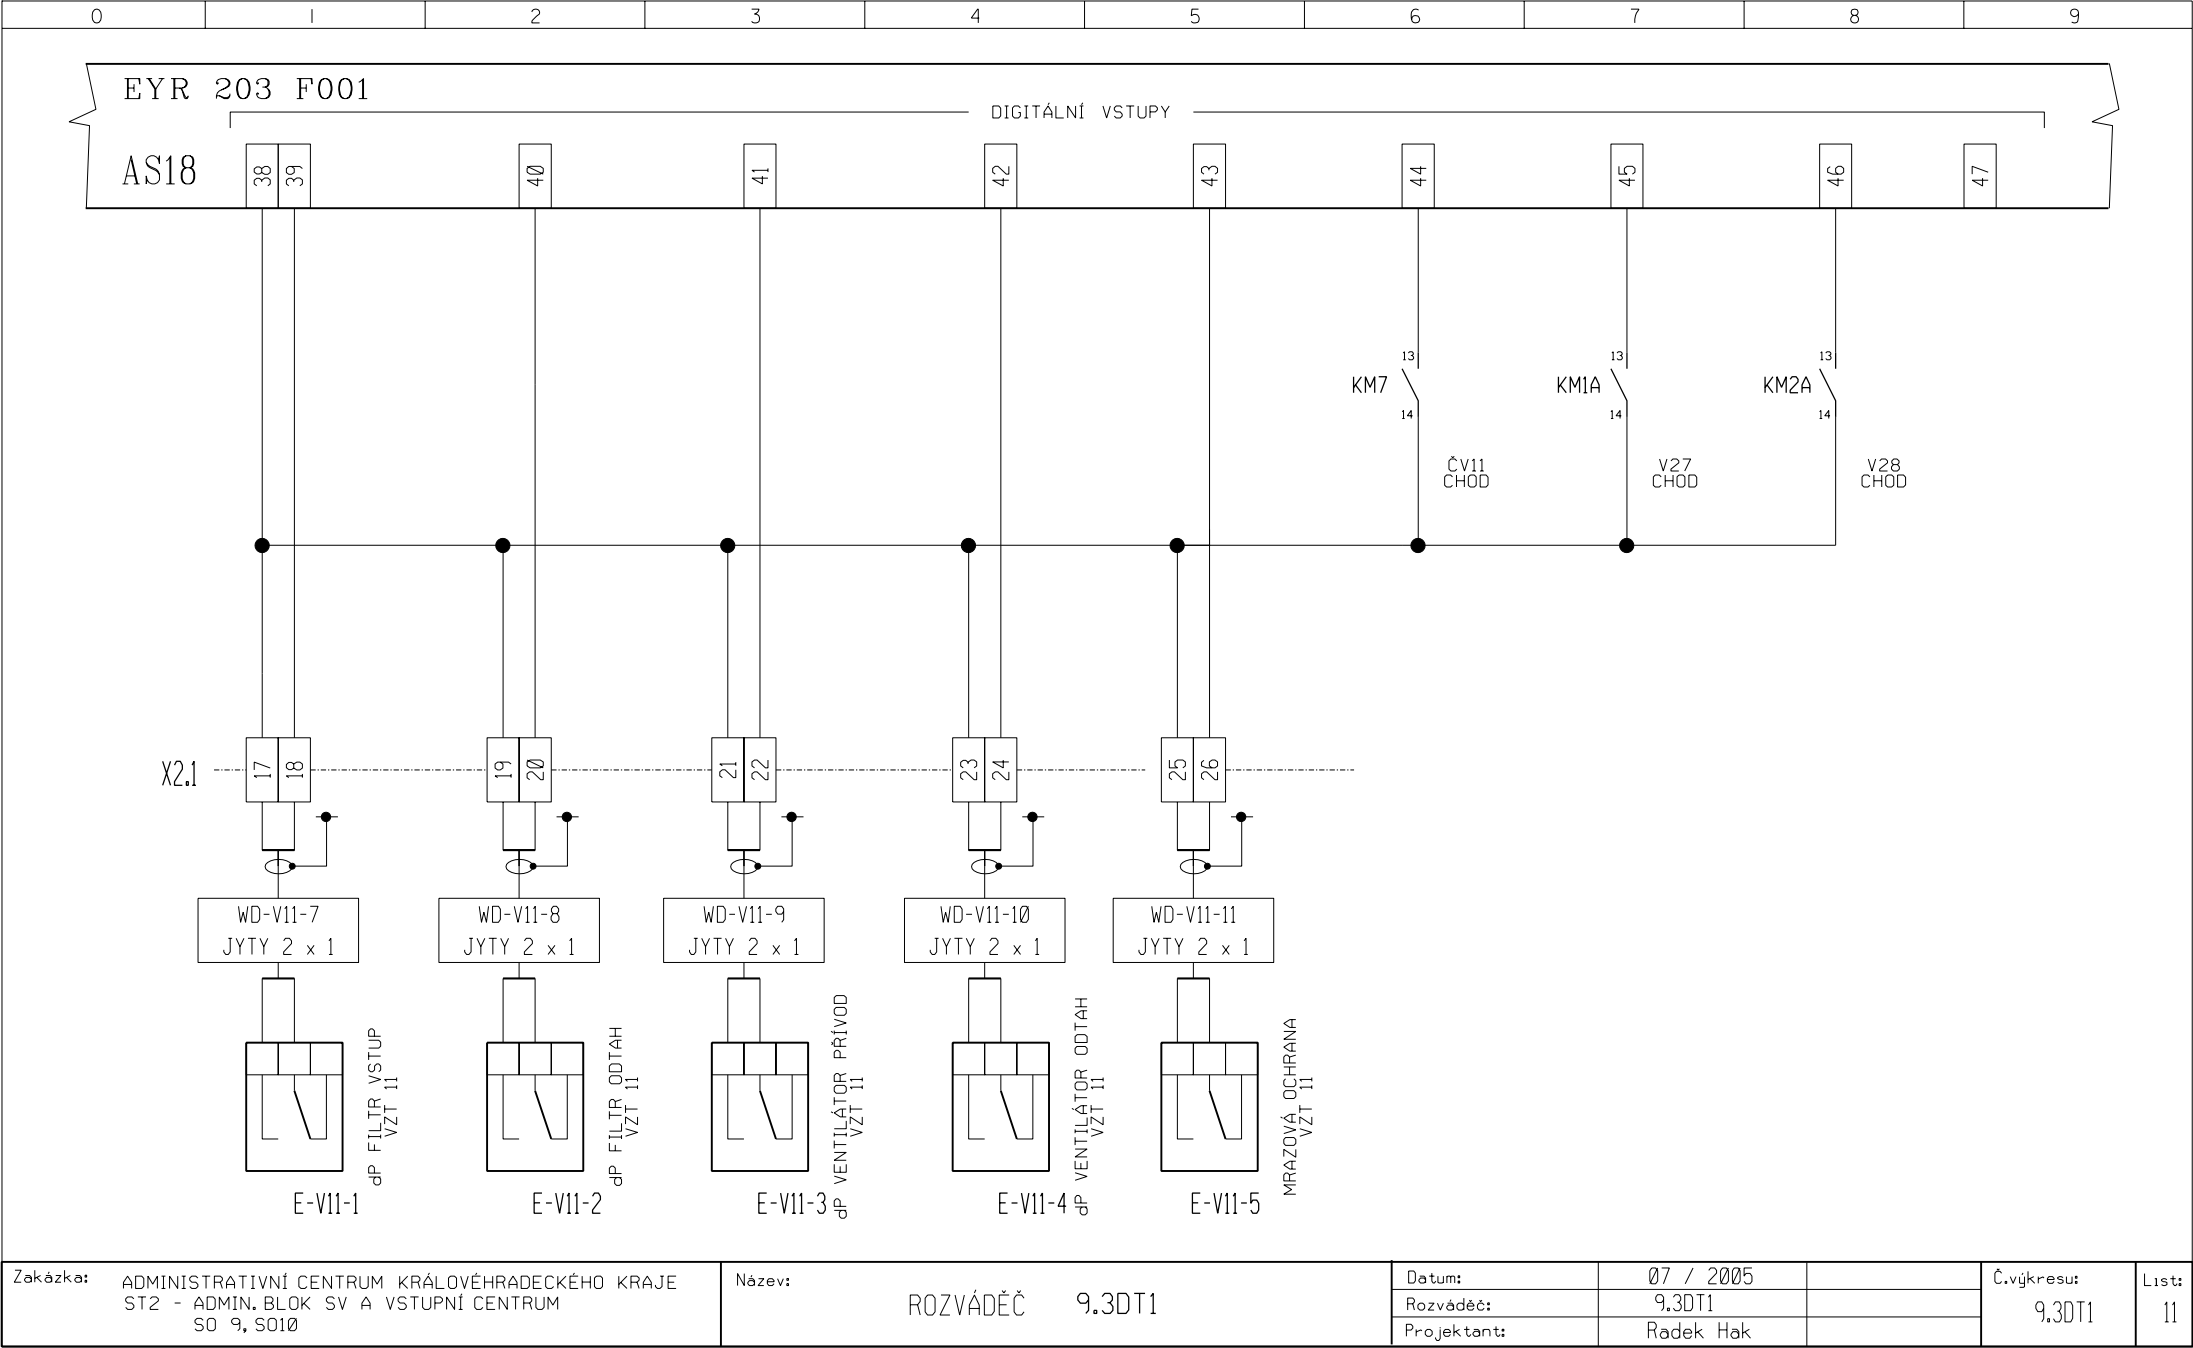 0 1 2 3 4 5 6 7 8 9
EYR 203 F001
DIGITÁLNÍ VSTUPY
AS18
38 39 40 41 42 43 44 45 46 47
13 13 13
KM7 KM1A KM2A
14 14 14
ČV11
CHOD
V27
CHOD
V28
CHOD
X2.1
17 18 19 20 21 22 23 24 25 26
WD-V11-7
JYTY 2 x 1
WD-V11-8
JYTY 2 x 1
WD-V11-9
JYTY 2 x 1
WD-V11-10
JYTY 2 x 1
WD-V11-11
JYTY 2 x 1
dP FILTR VSTUP
VZT 11
dP FILTR ODTAH
VZT 11
dP VENTILÁTOR PŘÍVOD
VZT 11
dP VENTILÁTOR ODTAH
VZT 11
MRAZOVÁ OCHRANA
VZT 11
E-V11-1
E-V11-2
E-V11-3
E-V11-4
E-V11-5
Zakázka: ADMINISTRATIVNÍ CENTRUM KRÁLOVÉHRADECKÉHO KRAJE
ST2 - ADMIN. BLOK SV A VSTUPNÍ CENTRUM
SO 9, SO10
Název:
ROZVÁDĚČ 9.3DT1
Datum: 07 / 2005
Rozváděč: 9.3DT1
Projektant: Radek Hak
Č.výkresu:
9.3DT1
List:
11